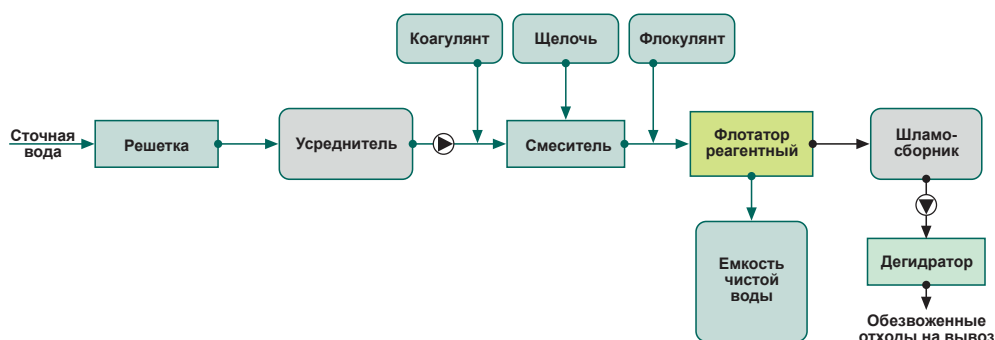 Коагулянт
Щелочь
Флокулянт
Сточная
вода
Решетка
Усреднитель
Смеситель
Флотатор
реагентный
Шламо-
сборник
Емкость
чистой
воды
Дегидратор
Обезвоженные
отходы на вывоз